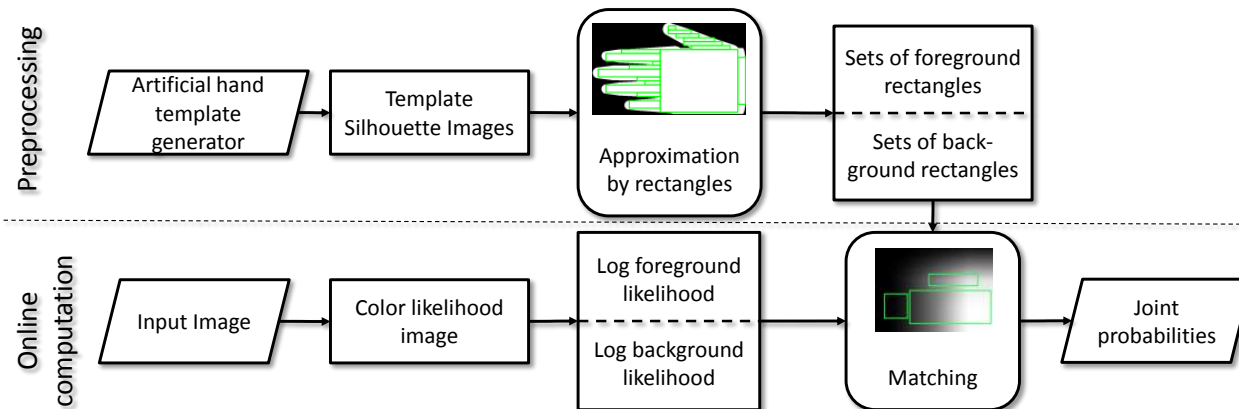 Preprocessing
Artificial hand
template
generator
Template
Silhouette Images
Approximation
by rectangles
Sets of foreground
rectangles
Sets of back-
ground rectangles
Online
computation
Input Image
Color likelihood
image
Log foreground
likelihood
Log background
likelihood
Matching
Joint
probabilities